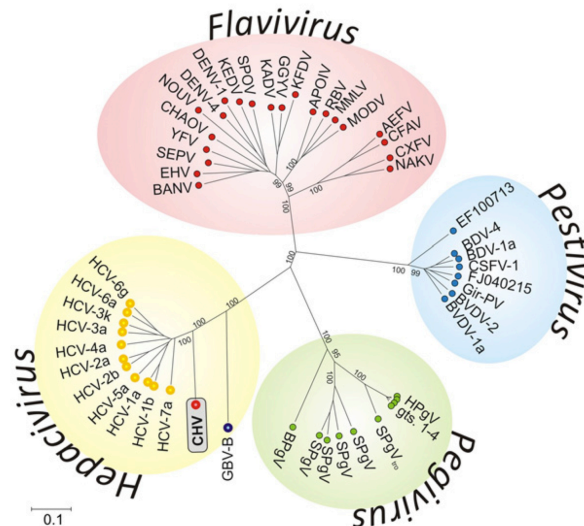 Flavivirus
NOUV
DENV-4
DENV-1
KEDV
SPOV
KADV
GGYV
KFDV
APOIV
RBV
MMLV
MODV
AEFV
CFAV
CXFV
NAKV
CHAOV
YFV
SEPV
EHV
BANV
99
99
100
100
100
Pestivirus
EF100713
BDV-4
BDV-1a
CSFV-1
FJ040215
Gir-PV
BVDV-2
BVDV-1a
100
99
Hepacivirus
HCV-6g
HCV-6a
HCV-3k
HCV-3a
HCV-4a
HCV-2a
HCV-2b
HCV-5a
HCV-1a
HCV-1b
HCV-7a
CHV
GBV-B
100
100
100
Pegivirus
BPgV
SPgV
SPgV
SPgV
SPgV
SPgV
HPgV
gts. 1-4
100
95
100
100
0.1